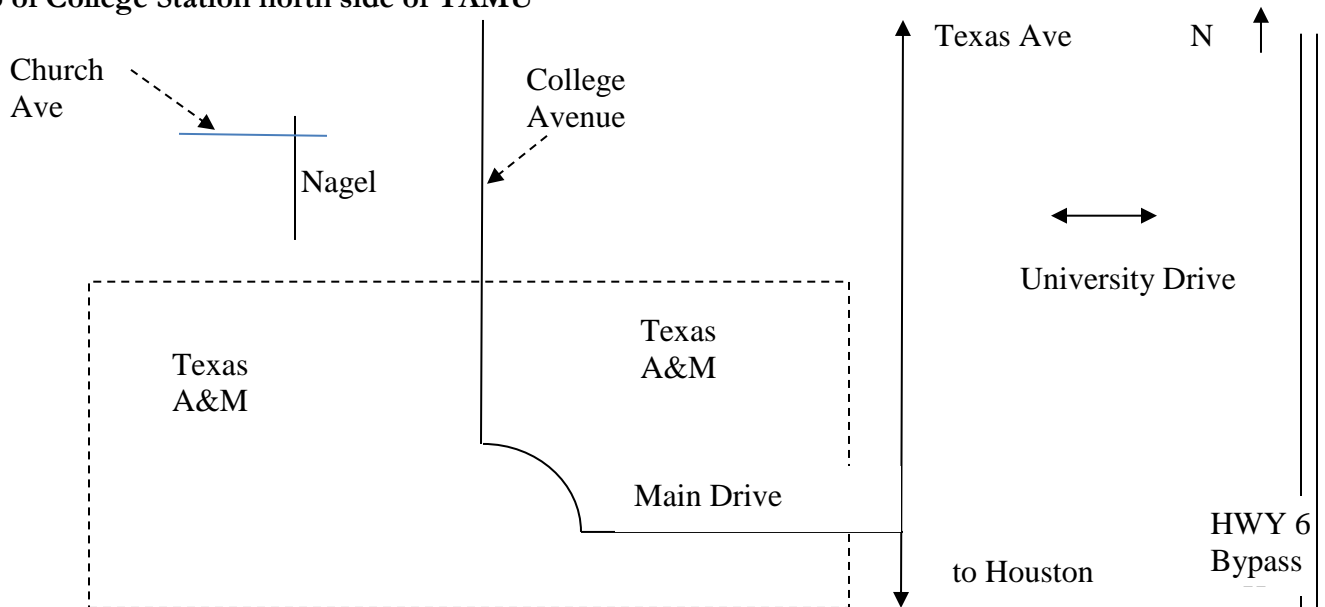 of College Station north side of TAMU
Texas Ave
N
Church
Ave
College
Avenue
Nagel
University Drive
Texas
A&M
Texas
A&M
Main Drive
HWY 6
Bypass
to Houston